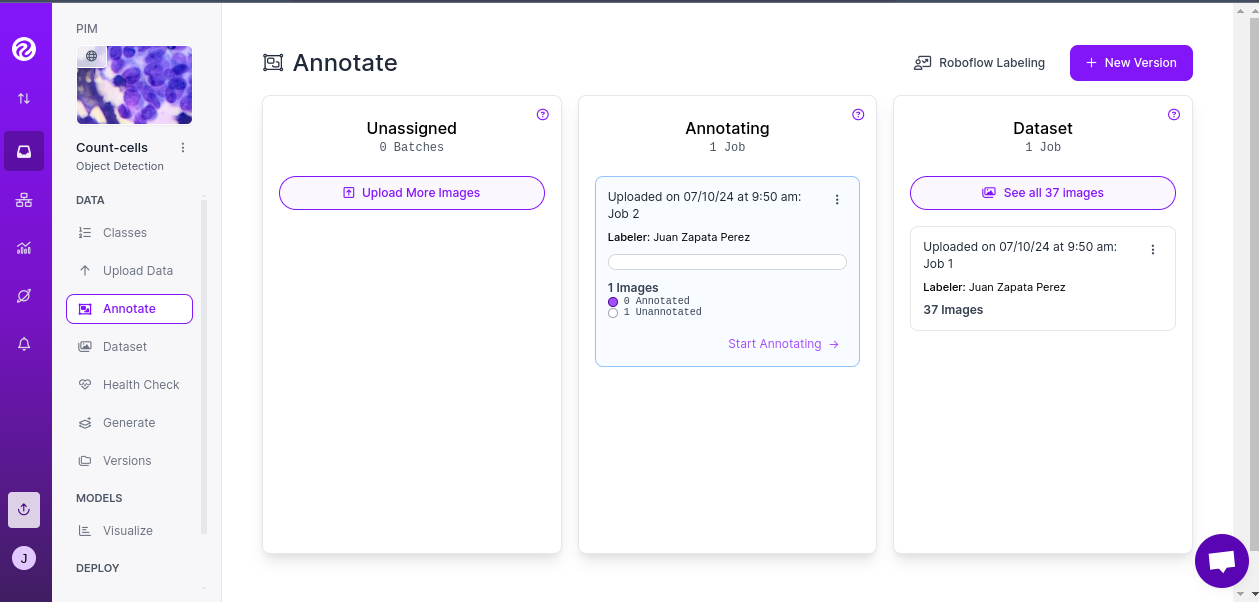 PIM
Count-cells
Object Detection
DATA
Classes
Upload Data
Annotate
Dataset
Health Check
Generate
Versions
MODELS
Visualize
DEPLOY
J
Annotate
Roboflow Labeling
New Version
Unassigned
0 Batches
Upload More Images
Annotating
1 Job
Uploaded on 07/10/24 at 9:50 am:
Job 2
Labeler: Juan Zapata Perez
1 Images
0 Annotated
1 Unannotated
Start Annotating
Dataset
1 Job
See all 37 images
Uploaded on 07/10/24 at 9:50 am:
Job 1
Labeler: Juan Zapata Perez
37 Images